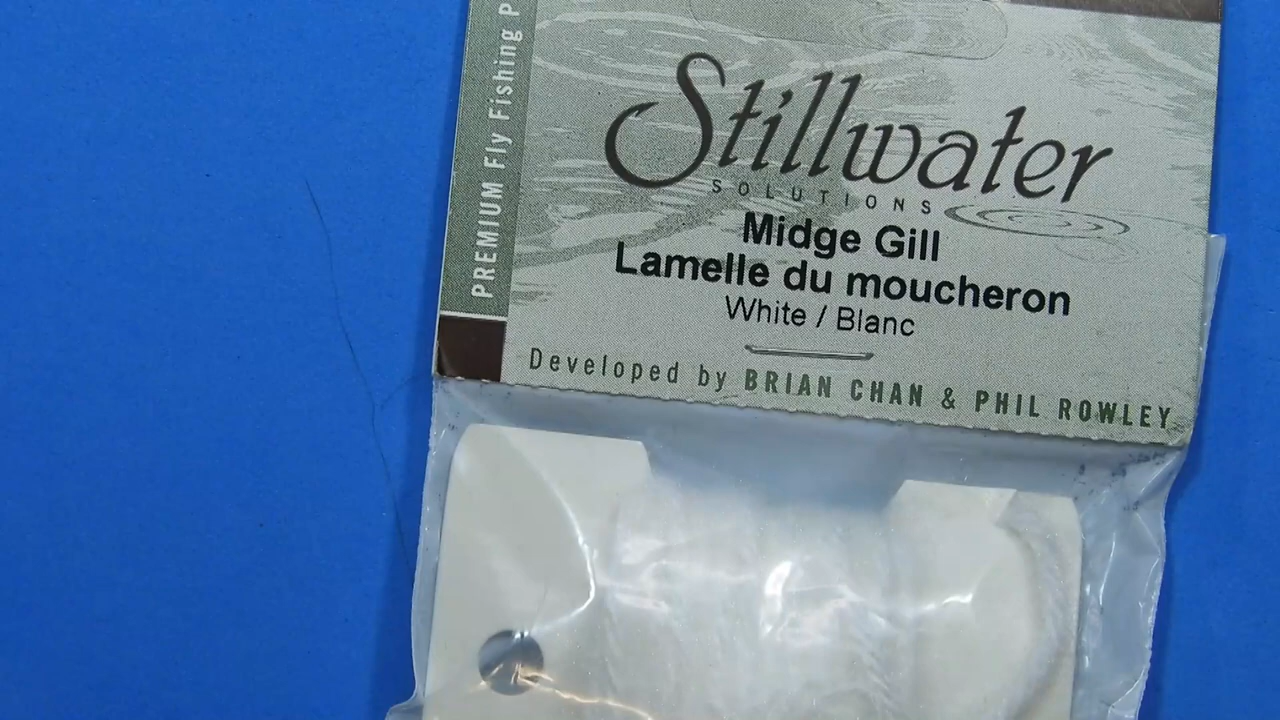 PREMIUM Fly Fishing
Stillwater
SOLUTIONS
Midge Gill
Lamelle du moucheron
White / Blanc
Developed by BRIAN CHAN & PHIL ROWLEY